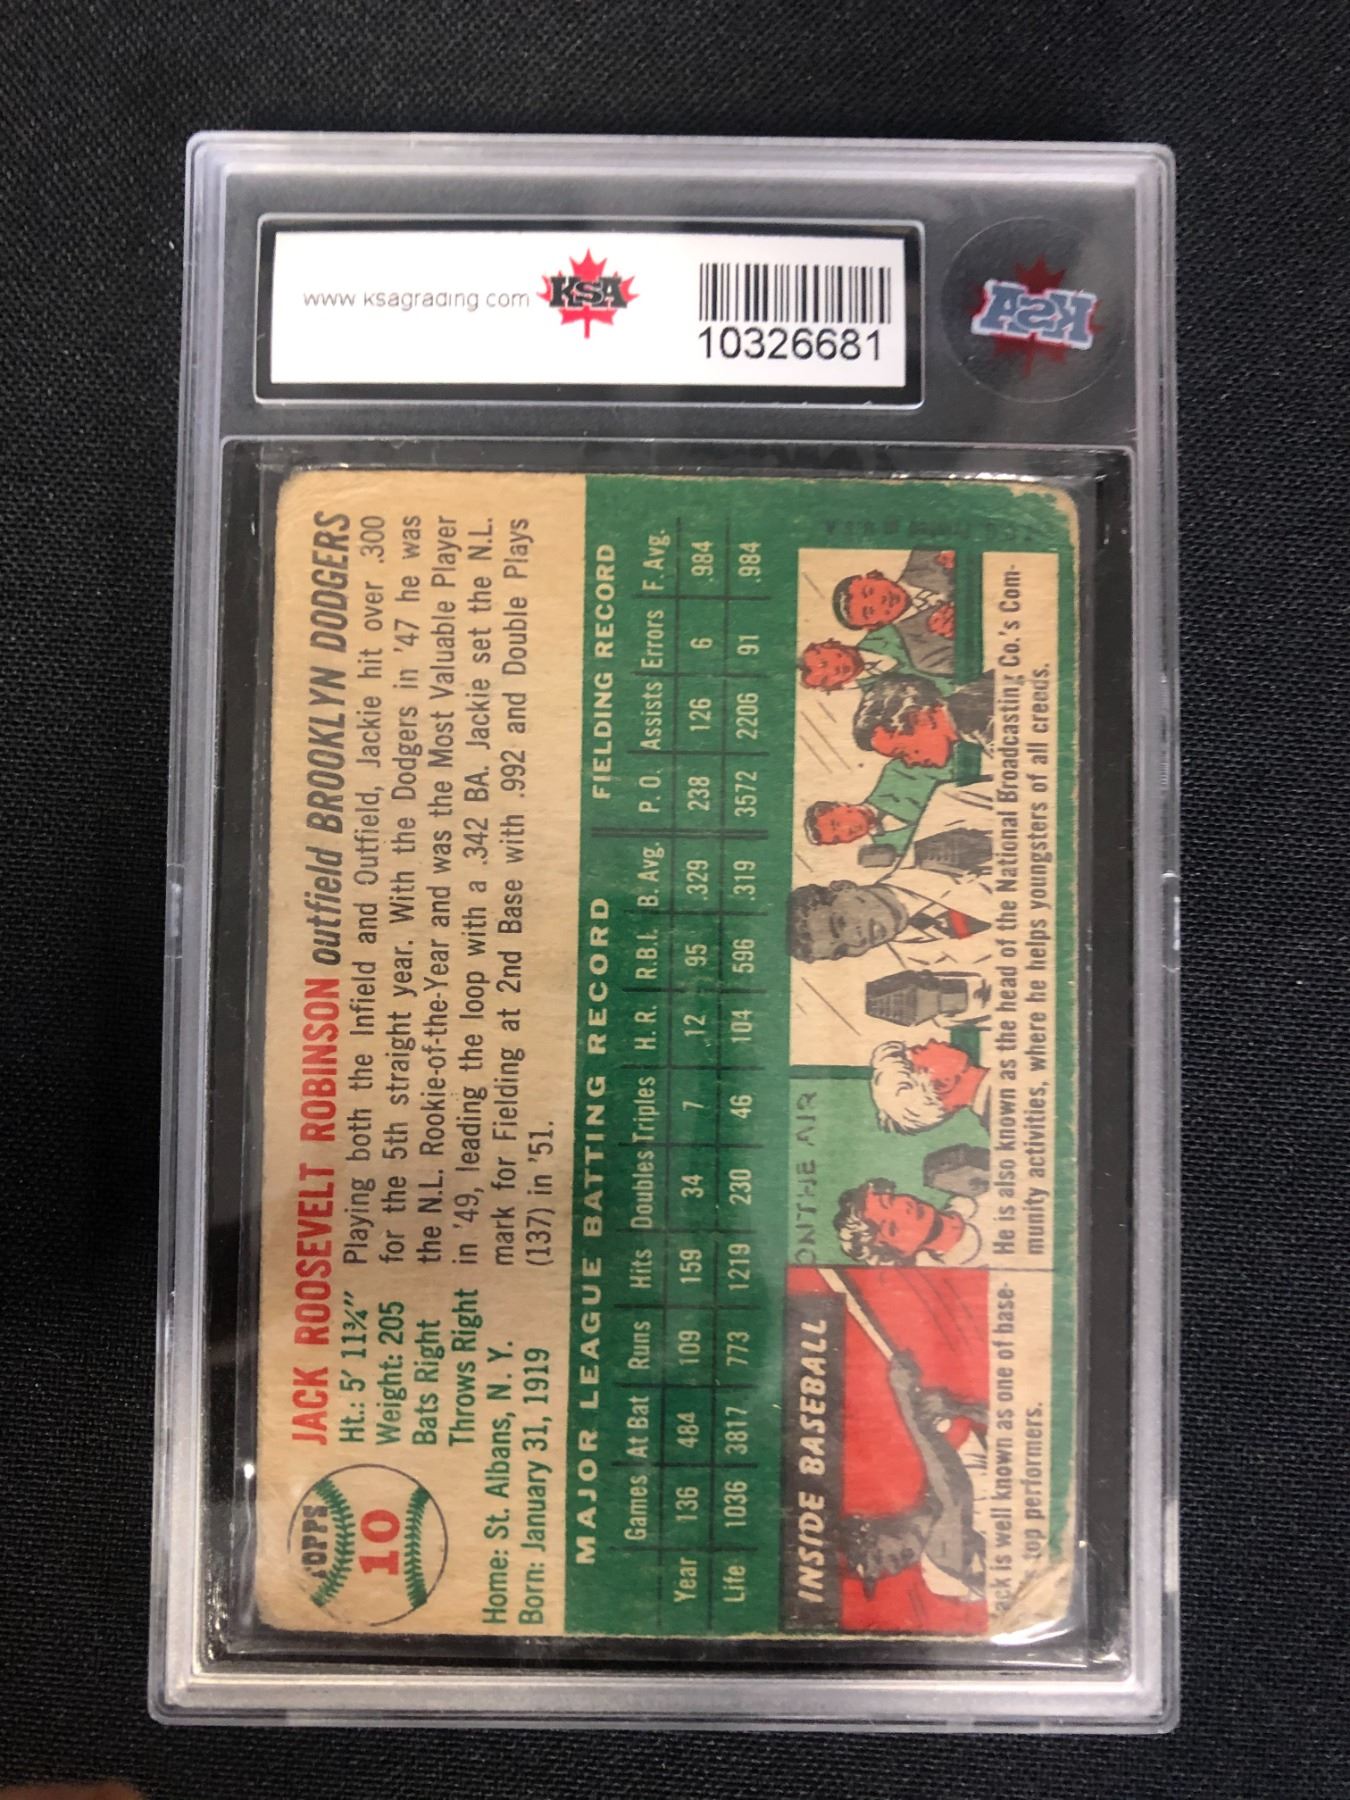 www.ksagrading.com
KSA
10326681
KSA
TOPPS
10
JACK ROOSEVELT ROBINSON outfield BROOKLYN DODGERS
Ht.: 5' 11¾"
Weight: 205
Bats Right
Throws Right
Home: St. Albans, N. Y.
Born: January 31, 1919
Playing both the Infield and Outfield, Jackie hit over .300
for the 5th straight year. With the Dodgers in '47 he was
the N.L. Rookie-of-the-Year and was the Most Valuable Player
in '49, leading the loop with a .342 BA. Jackie set the N.L.
mark for Fielding at 2nd Base with .992 and Double Plays
(137) in '51.
MAJOR LEAGUE BATTING RECORD FIELDING RECORD
Games At Bat Runs Hits Doubles Triples H. R. R.B.I. B. Avg. P. O. Assists Errors F. Avg.
Year 136 484 109 159 34 7 12 95 .329 238 126 6 .984
Life 1036 3817 773 1219 230 46 104 596 .319 3572 2206 91 .984
INSIDE BASEBALL
ON THE AIR
is well known as one of base-
top performers.
He is also known as the head of the National Broadcasting Co.'s Com-
munity activities, where he helps youngsters of all creeds.